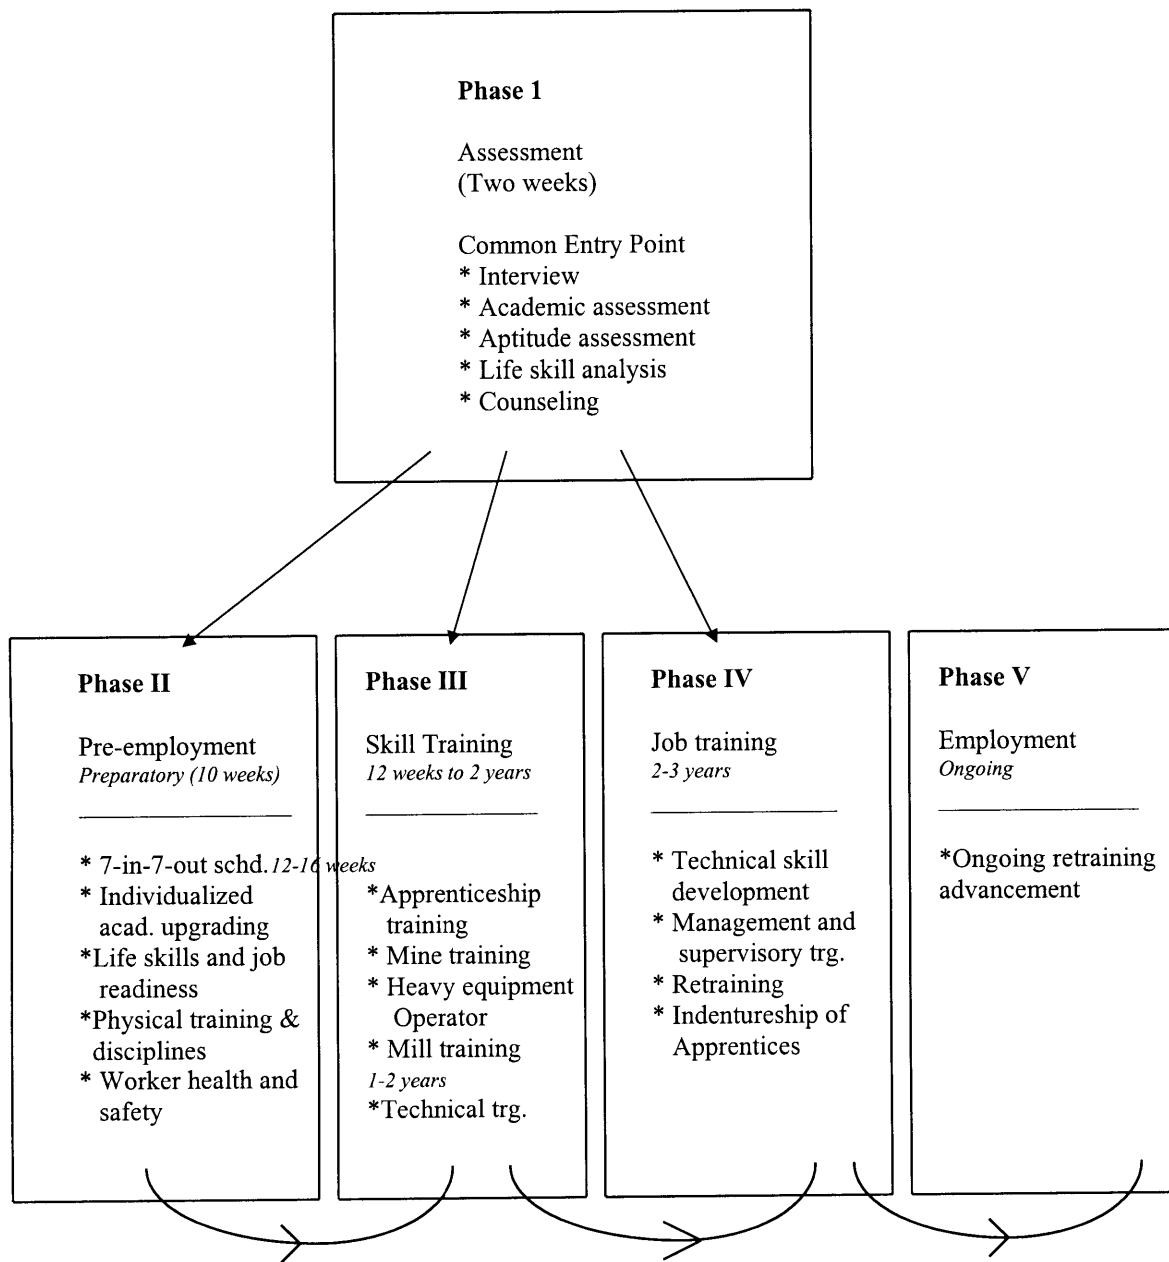 Phase 1
Assessment
(Two weeks)
Common Entry Point
* Interview
* Academic assessment
* Aptitude assessment
* Life skill analysis
* Counseling
Phase II
Pre-employment
Preparatory (10 weeks)
* 7-in-7-out schd.
* Individualized
acad. upgrading
*Life skills and job
readiness
*Physical training &
disciplines
* Worker health and
safety
Phase III
Skill Training
12 weeks to 2 years
12-16 weeks
*Apprenticeship
training
* Mine training
* Heavy equipment
Operator
* Mill training
1-2 years
*Technical trg.
Phase IV
Job training
2-3 years
* Technical skill
development
* Management and
supervisory trg.
* Retraining
* Indentureship of
Apprentices
Phase V
Employment
Ongoing
*Ongoing retraining
advancement